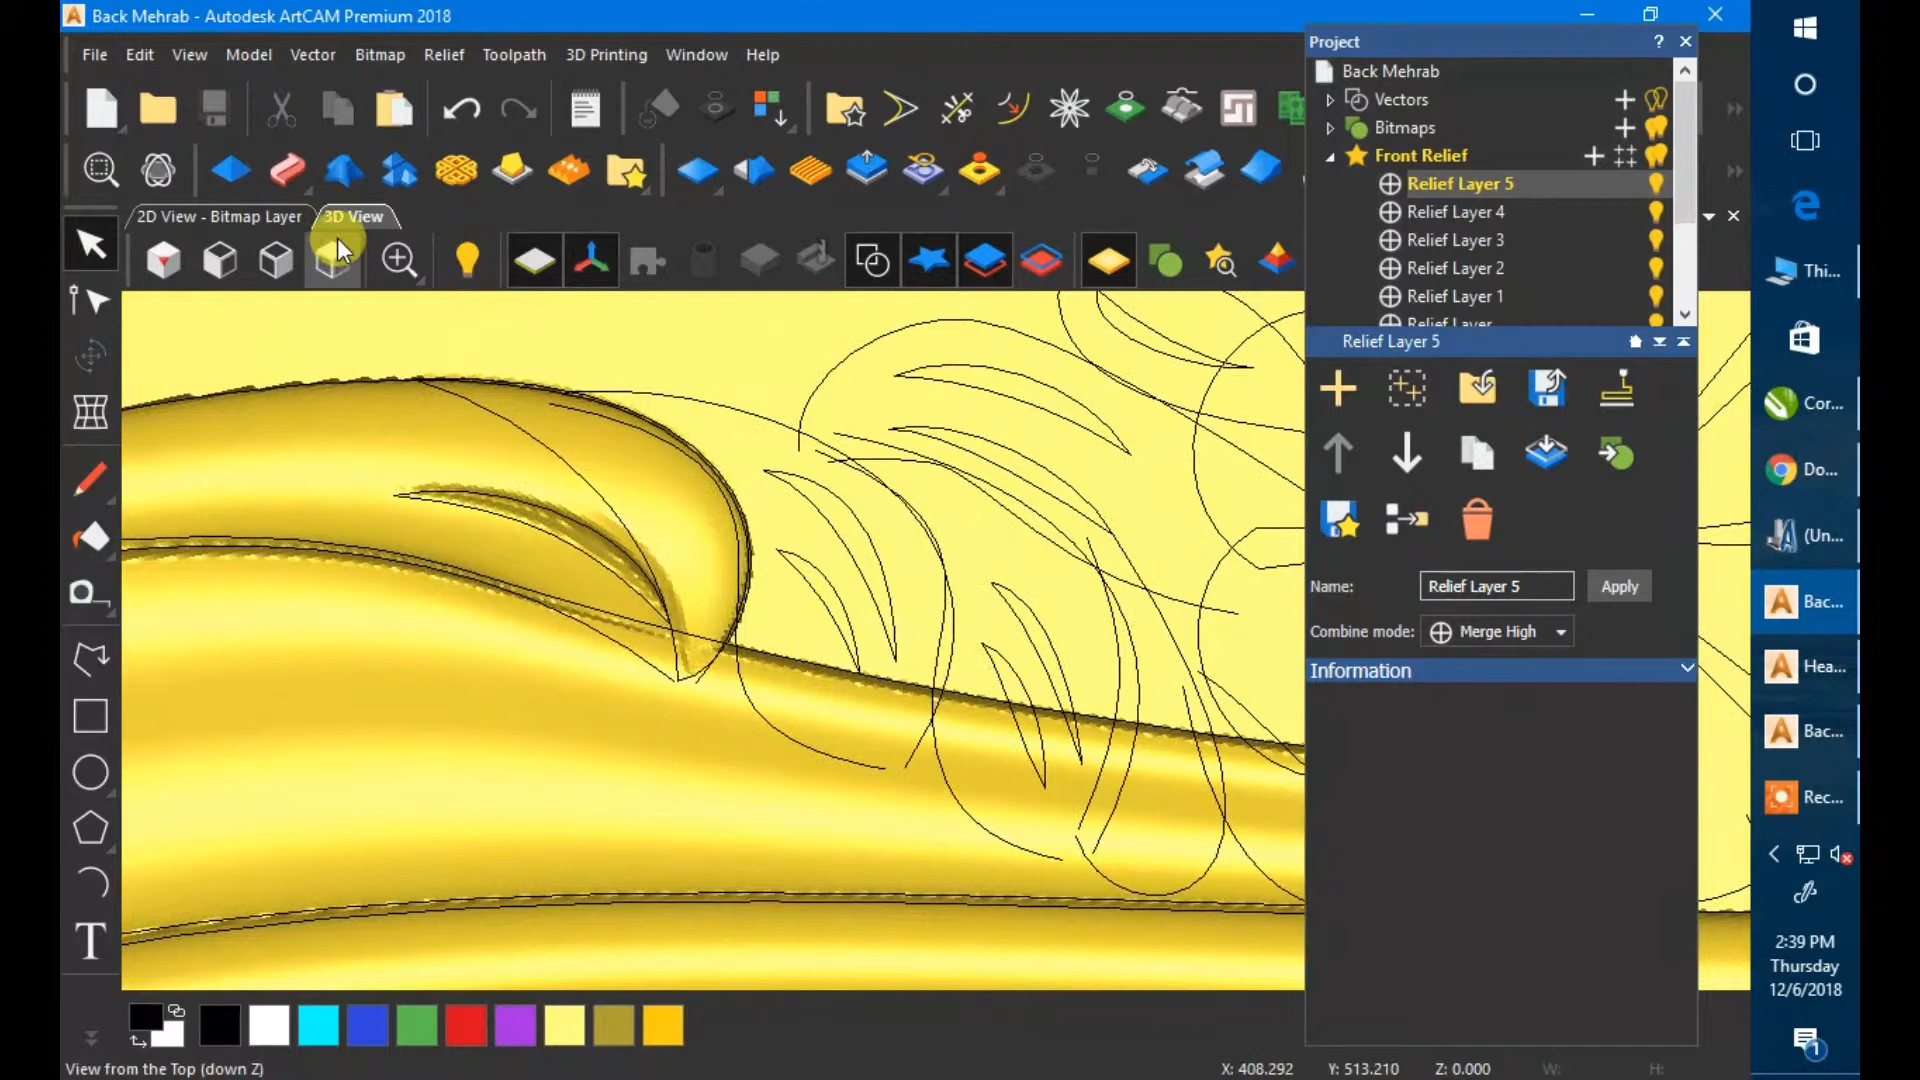 Back Mehrab - Autodesk ArtCAM Premium 2018
File Edit View Model Vector Bitmap Relief Toolpath 3D Printing Window Help
2D View - Bitmap Layer
3D View
Project
?
Back Mehrab
Vectors
Bitmaps
Front Relief
Relief Layer 5
Relief Layer 4
Relief Layer 3
Relief Layer 2
Relief Layer 1
Relief Layer
Relief Layer 5
Name: Relief Layer 5 Apply
Combine mode: Merge High
Information
T
View from the Top (down Z)
X: 408.292 Y: 513.210 Z: 0.000 W: H:
Thi...
Cor...
Do...
(Un...
Bac...
Hea...
Bac...
Rec...
2:39 PM
Thursday
12/6/2018
1